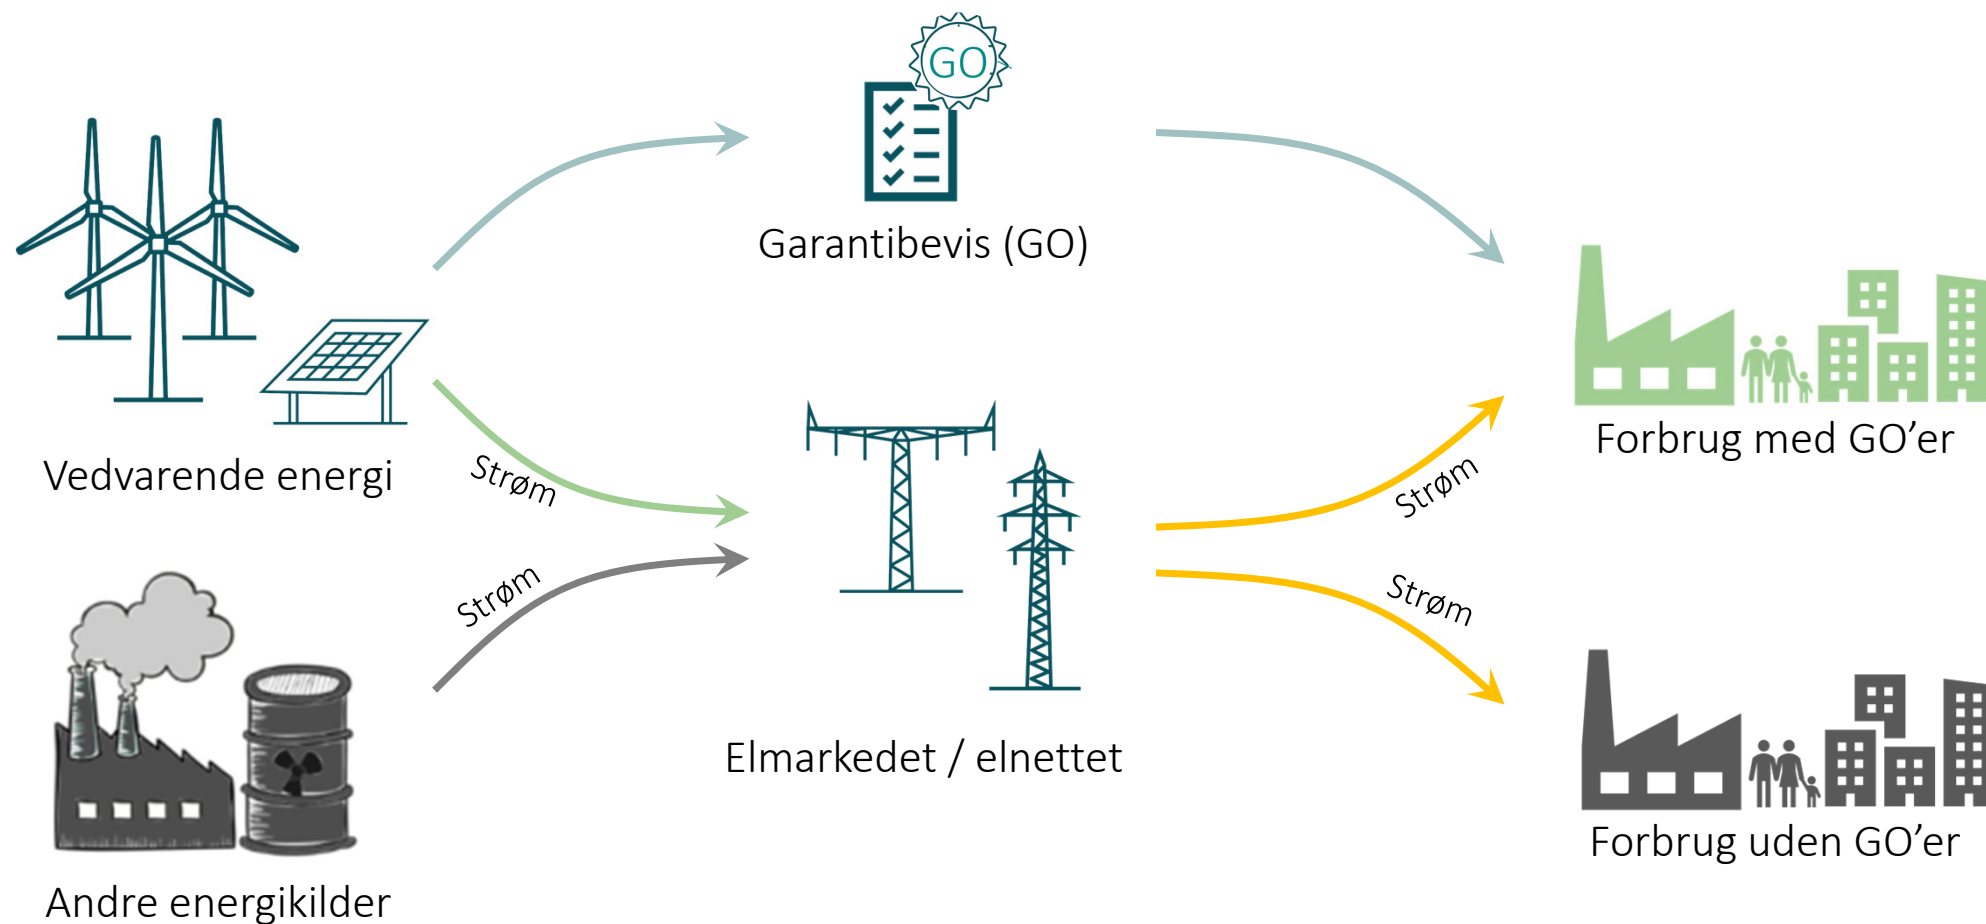 GO
Garantibevis (GO)
Vedvarende energi
Strøm
Strøm
Elmarkedet / elnettet
Strøm
Strøm
Forbrug med GO’er
Forbrug uden GO’er
Andre energikilder